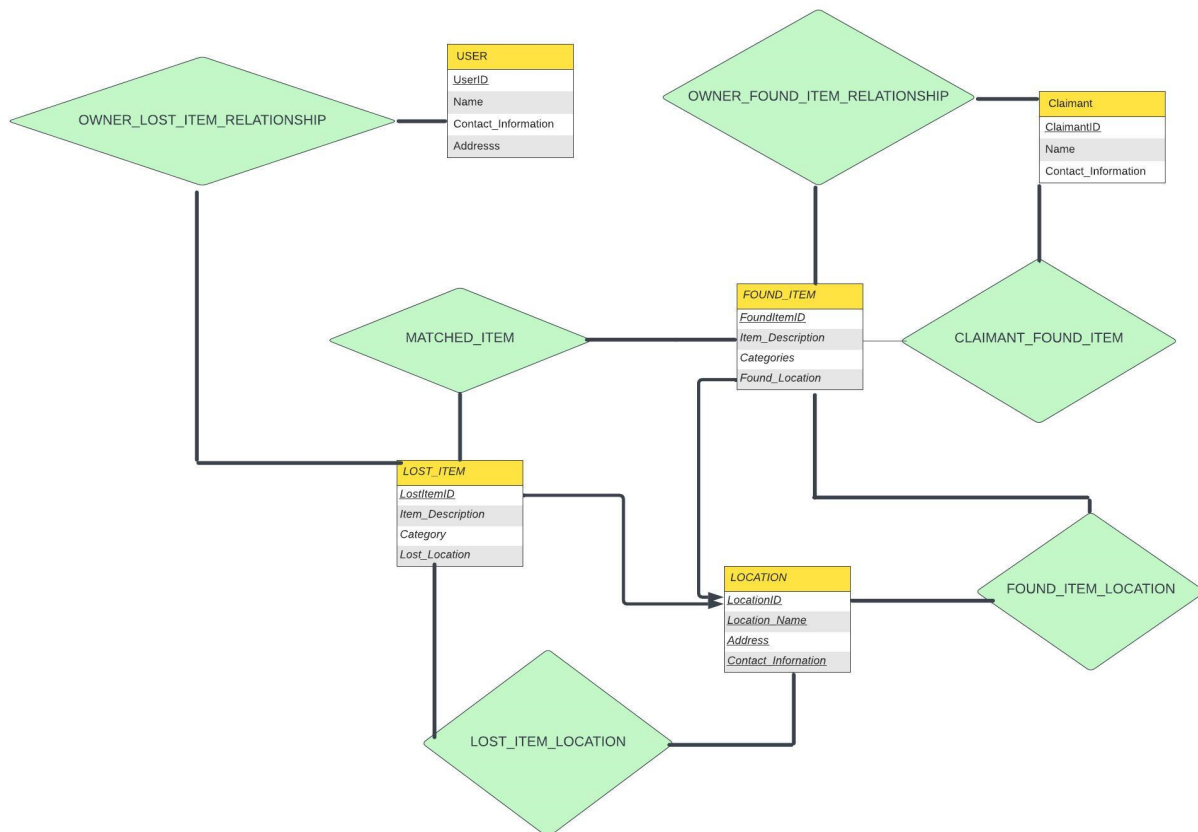 OWNER_LOST_ITEM_RELATIONSHIP
USER
UserID
Name
Contact_Information
Addresss
OWNER_FOUND_ITEM_RELATIONSHIP
Claimant
ClaimantID
Name
Contact_Information
MATCHED_ITEM
FOUND_ITEM
FoundItemID
Item_Description
Categories
Found_Location
CLAIMANT_FOUND_ITEM
LOST_ITEM
LostItemID
Item_Description
Category
Lost_Location
LOCATION
LocationID
Location_Name
Address
Contact_Infornation
FOUND_ITEM_LOCATION
LOST_ITEM_LOCATION